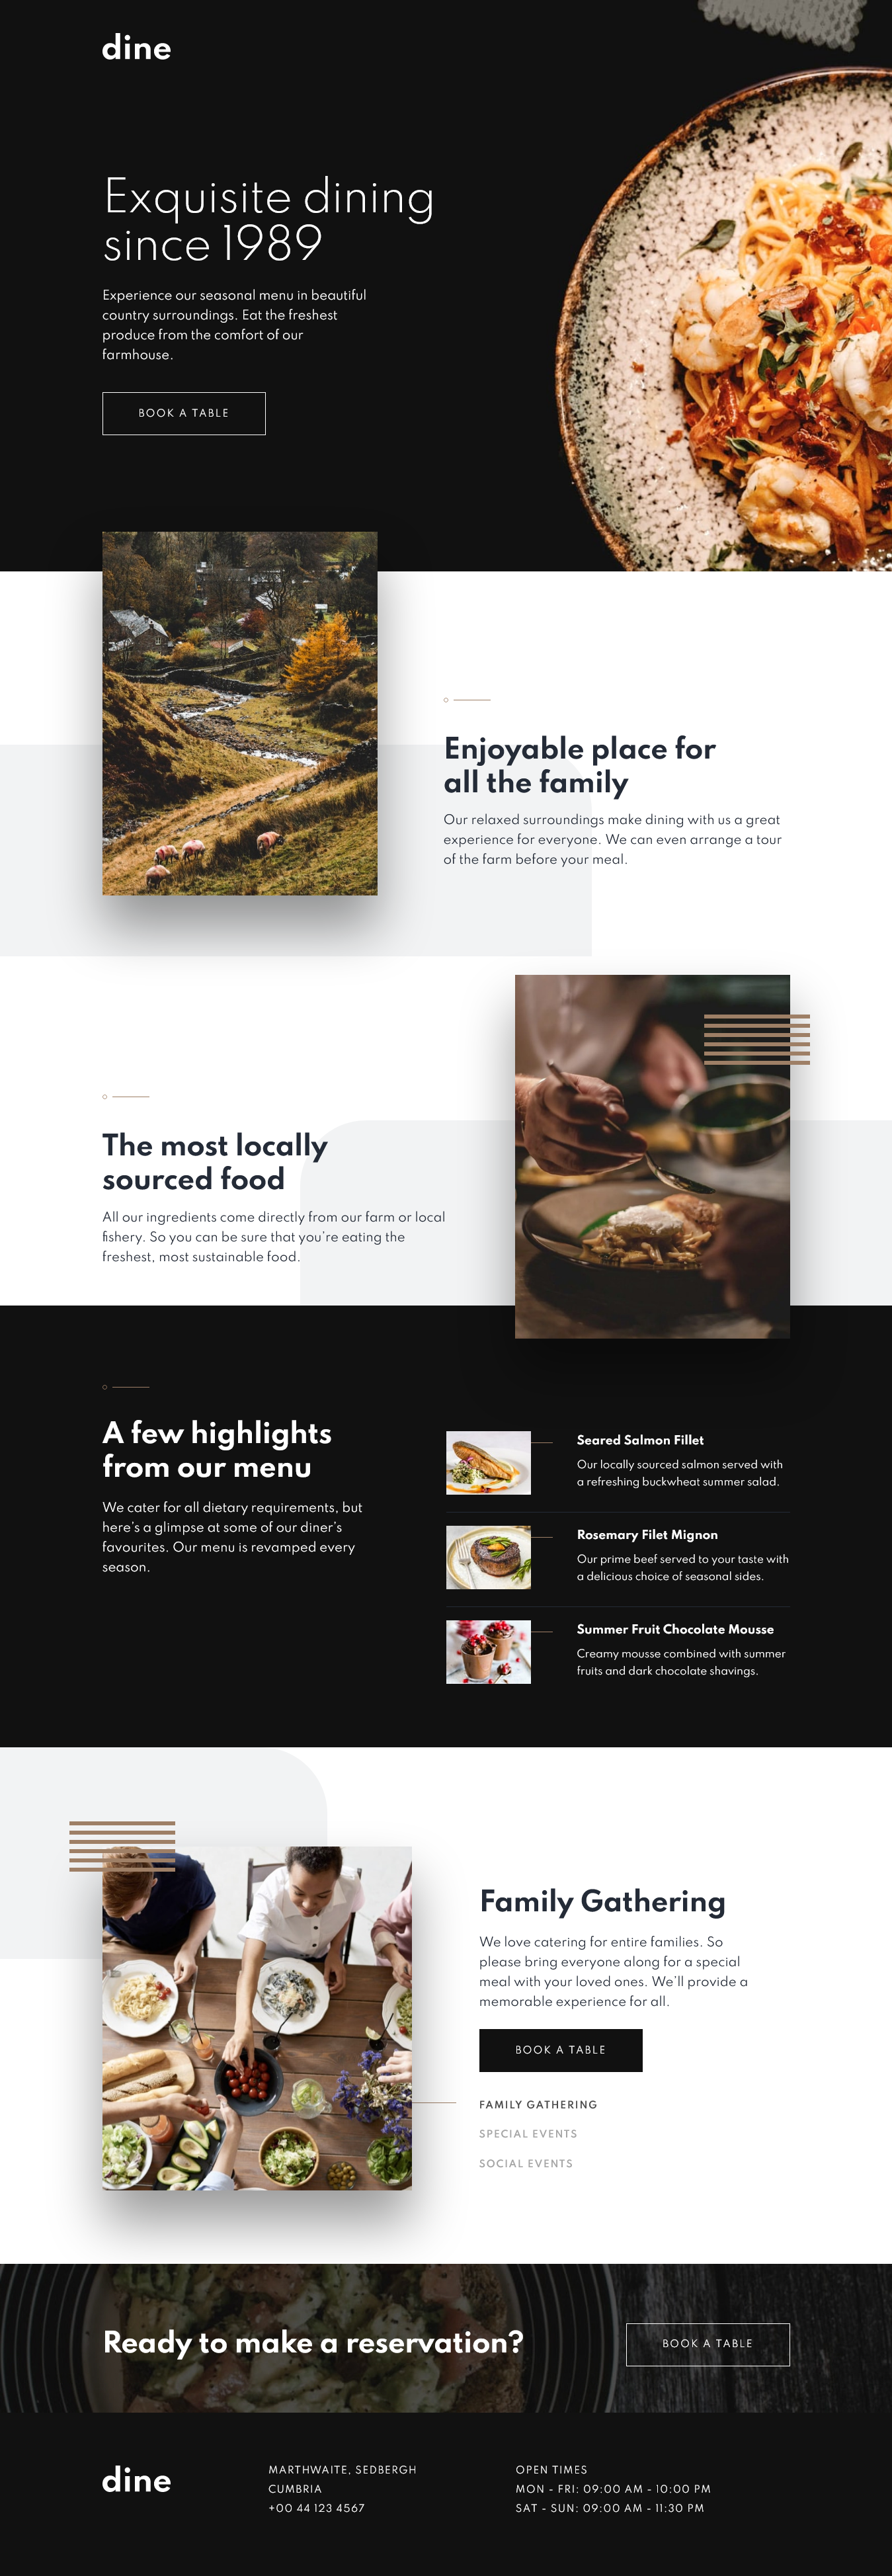 dine
Exquisite dining
since 1989
Experience our seasonal menu in beautiful
country surroundings. Eat the freshest
produce from the comfort of our
farmhouse.
BOOK A TABLE
Enjoyable place for
all the family
Our relaxed surroundings make dining with us a great
experience for everyone. We can even arrange a tour
of the farm before your meal.
The most locally
sourced food
All our ingredients come directly from our farm or local
fishery. So you can be sure that you're eating the
freshest, most sustainable food.
A few highlights
from our menu
We cater for all dietary requirements, but
here's a glimpse at some of our diner's
favourites. Our menu is revamped every
season.
Seared Salmon Fillet
Our locally sourced salmon served with
a refreshing buckwheat summer salad.
Rosemary Filet Mignon
Our prime beef served to your taste with
a delicious choice of seasonal sides.
Summer Fruit Chocolate Mousse
Creamy mousse combined with summer
fruits and dark chocolate shavings.
Family Gathering
We love catering for entire families. So
please bring everyone along for a special
meal with your loved ones. We'll provide a
memorable experience for all.
BOOK A TABLE
FAMILY GATHERING
SPECIAL EVENTS
SOCIAL EVENTS
Ready to make a reservation?
BOOK A TABLE
dine
MARTHWAITE, SEDBERGH
CUMBRIA
+00 44 123 4567
OPEN TIMES
MON - FRI: 09:00 AM - 10:00 PM
SAT - SUN: 09:00 AM - 11:30 PM